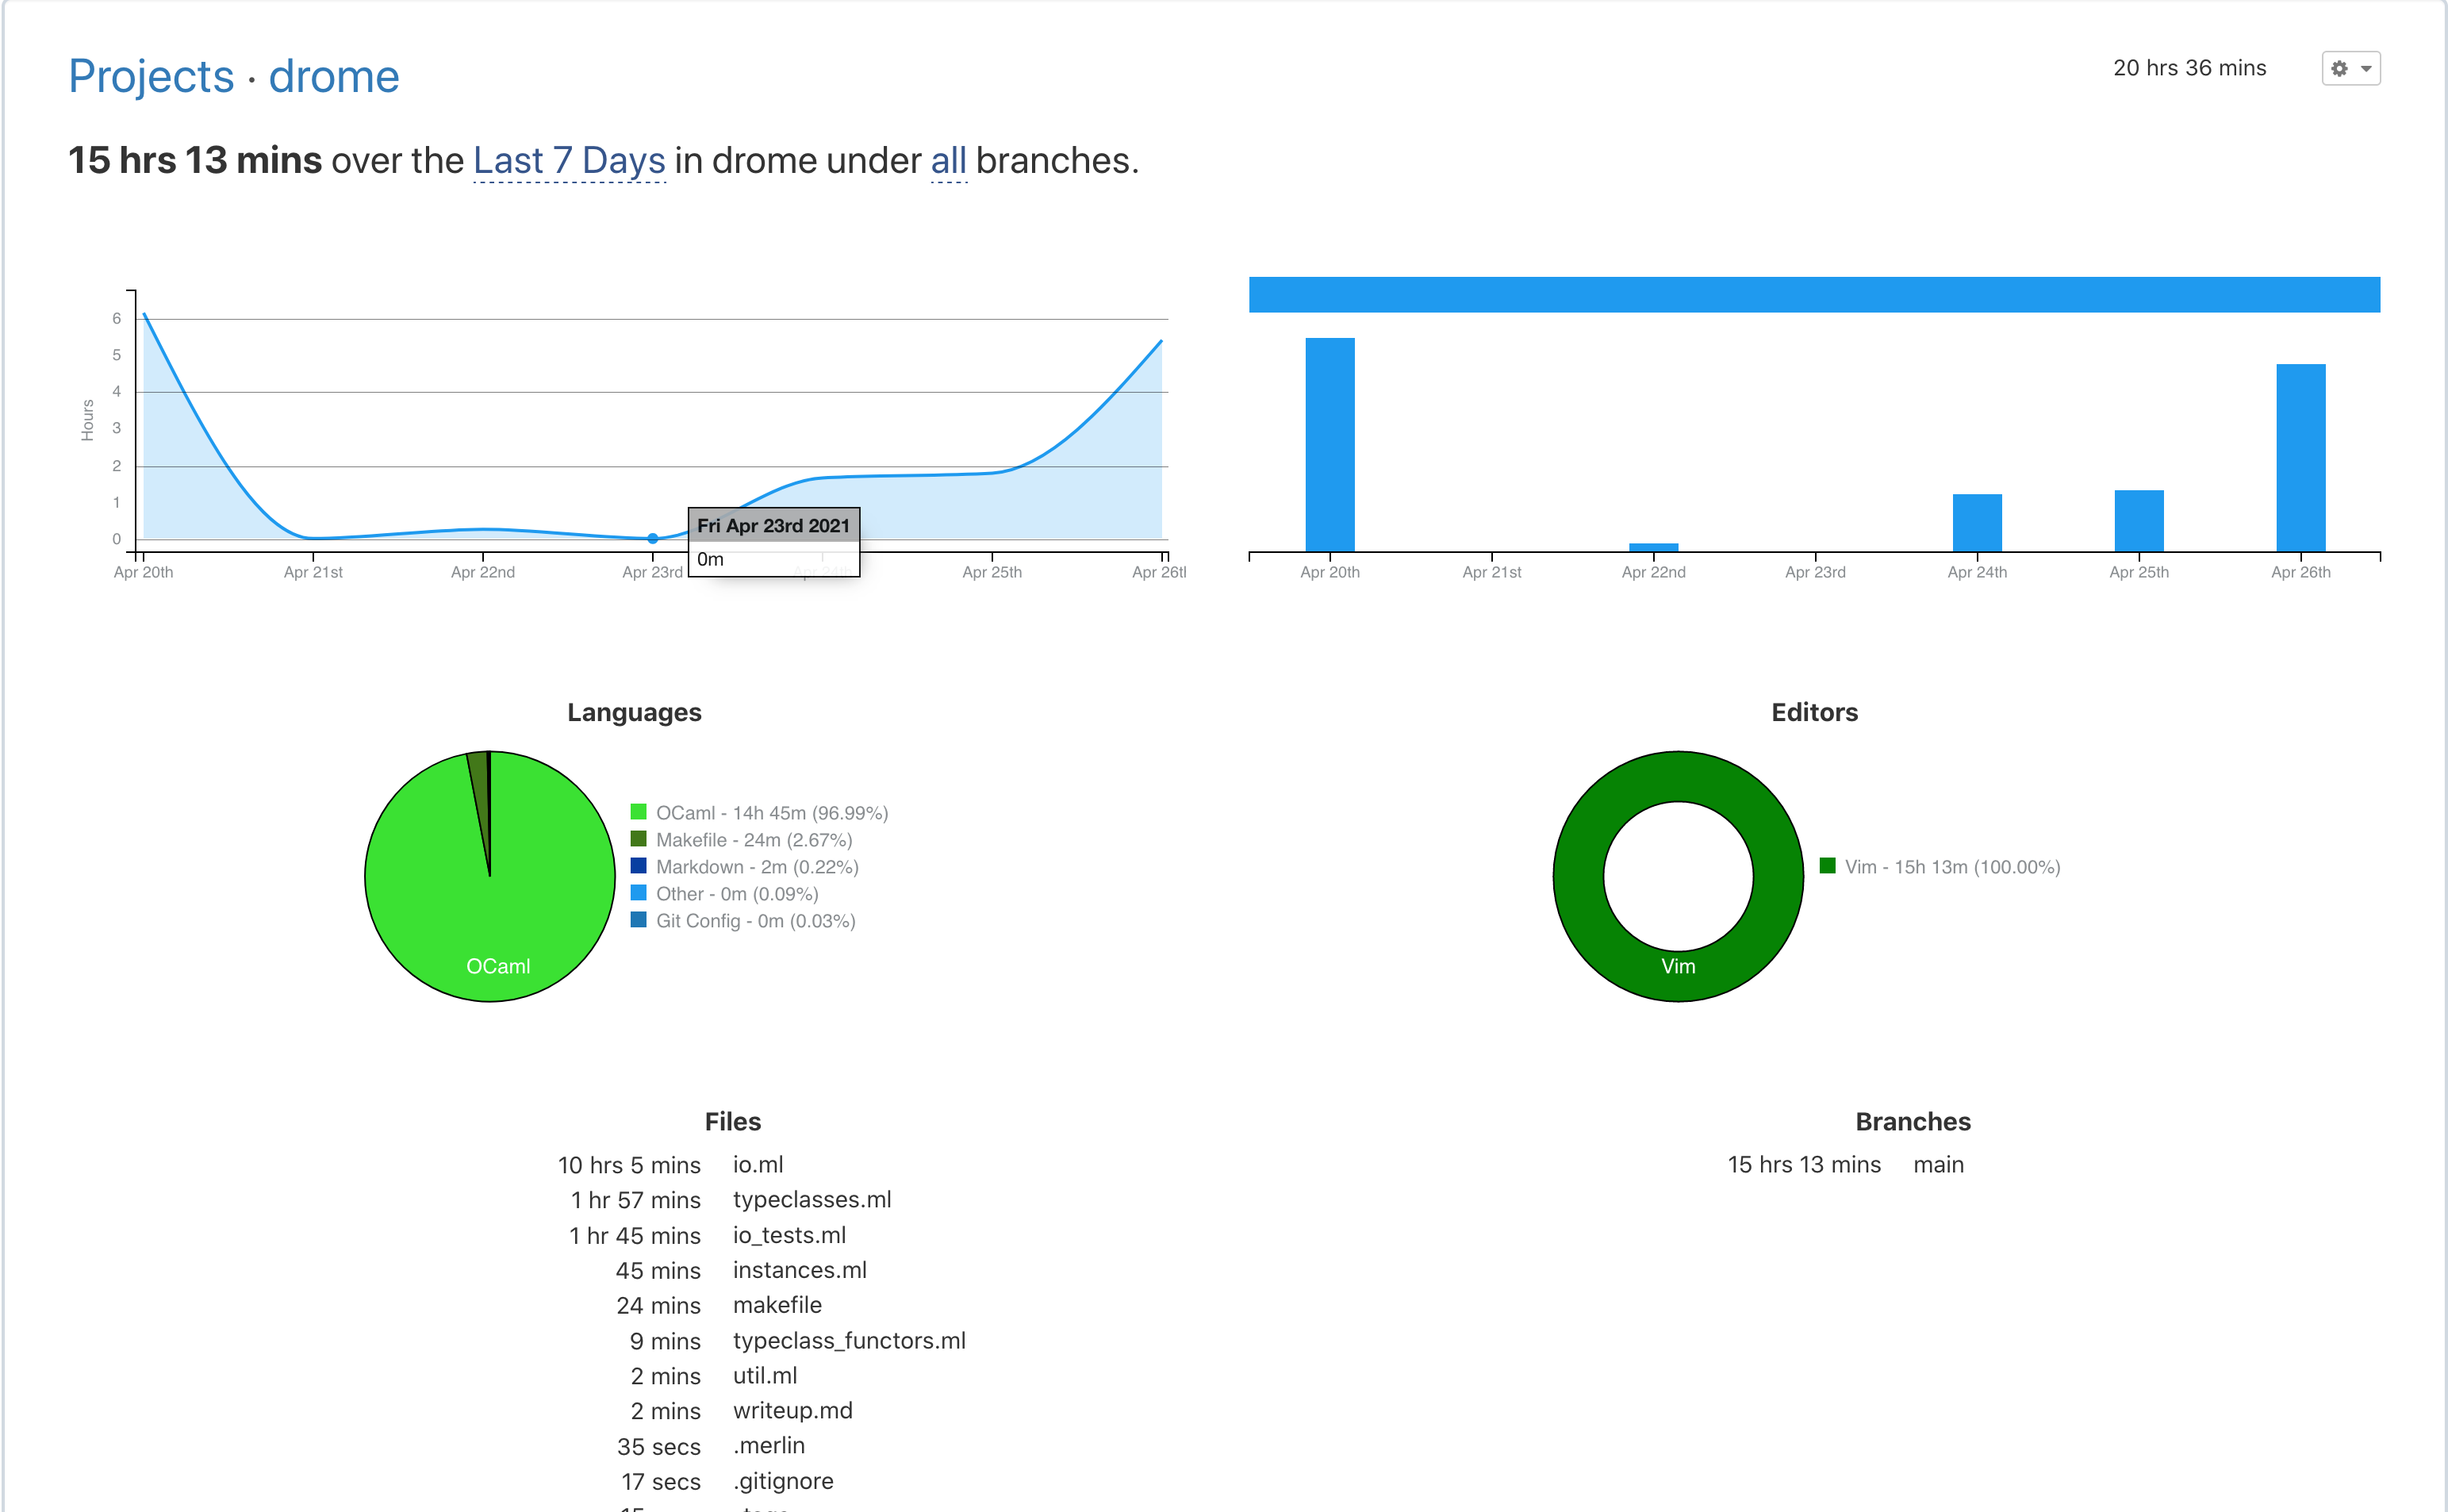 Projects · drome
20 hrs 36 mins
15 hrs 13 mins over the Last 7 Days in drome under all branches.
Hours
6
5
4
3
2
1
0
Apr 20th
Apr 21st
Apr 22nd
Apr 23rd
Apr 24th
Apr 25th
Apr 26tl
Fri Apr 23rd 2021
0m
Apr 20th
Apr 21st
Apr 22nd
Apr 23rd
Apr 24th
Apr 25th
Apr 26th
Languages
OCaml
OCaml - 14h 45m (96.99%)
Makefile - 24m (2.67%)
Markdown - 2m (0.22%)
Other - 0m (0.09%)
Git Config - 0m (0.03%)
Editors
Vim
Vim - 15h 13m (100.00%)
Files
10 hrs 5 mins io.ml
1 hr 57 mins typeclasses.ml
1 hr 45 mins io_tests.ml
45 mins instances.ml
24 mins makefile
9 mins typeclass_functors.ml
2 mins util.ml
2 mins writeup.md
35 secs .merlin
17 secs .gitignore
Branches
15 hrs 13 mins main